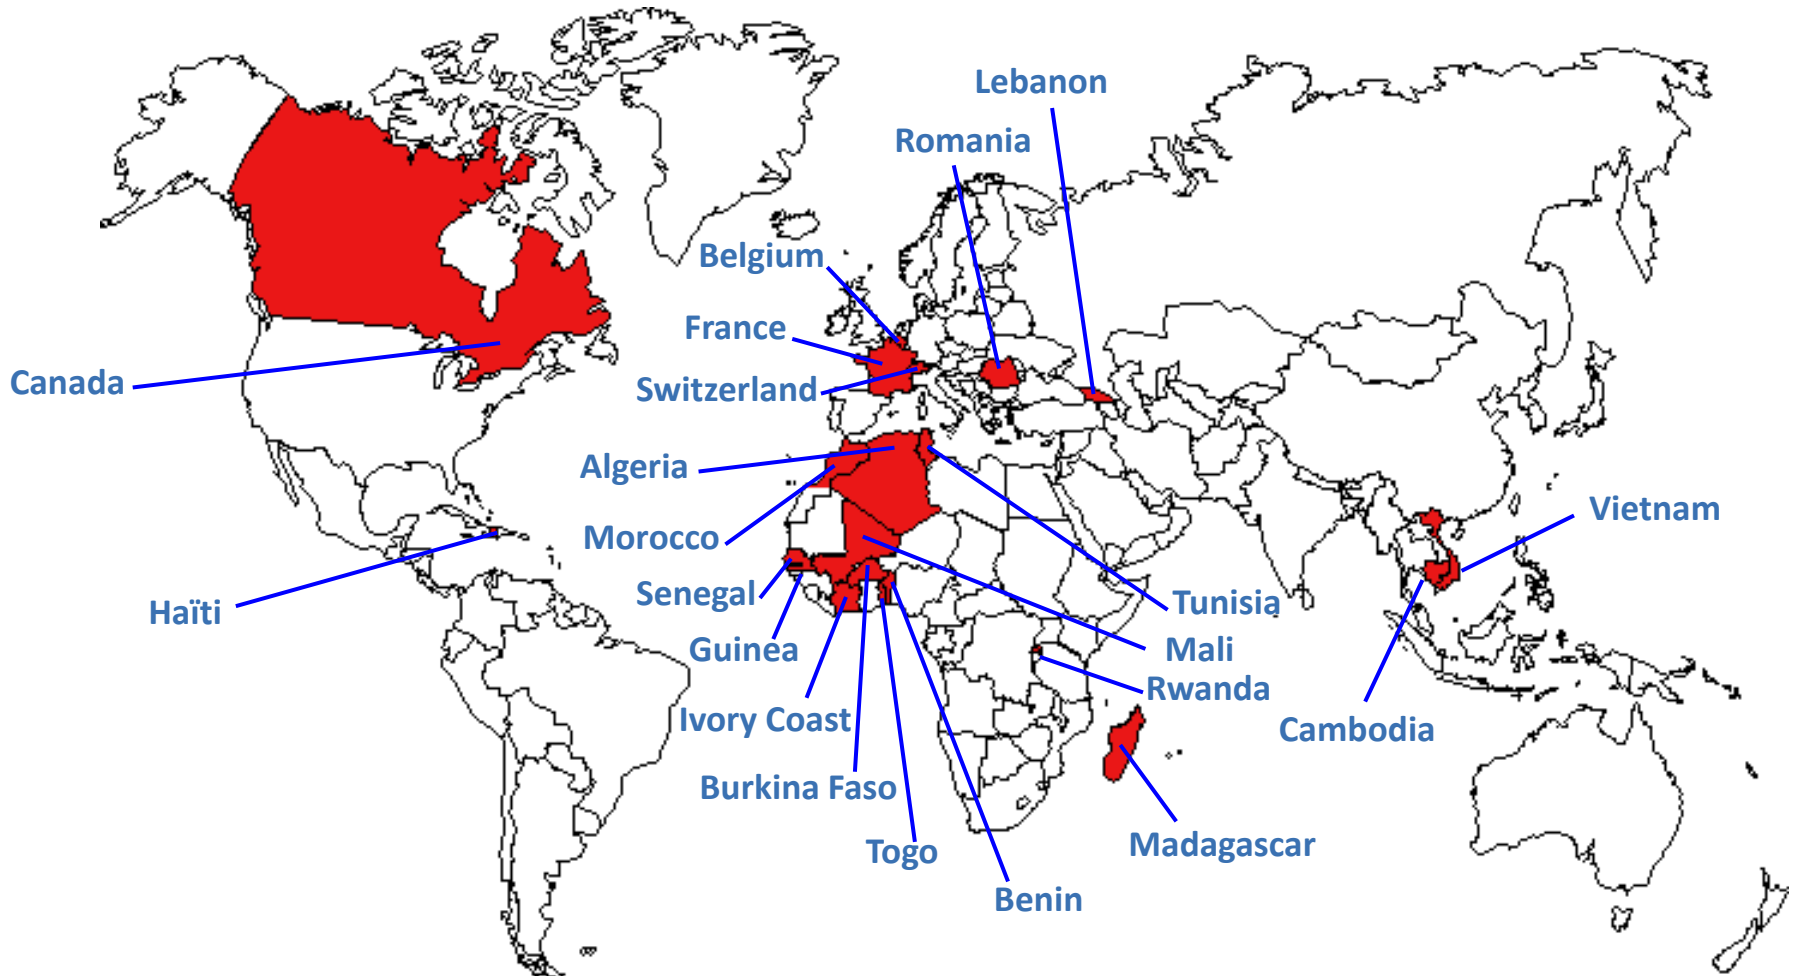 Lebanon
Romania
Belgium
France
Canada
Switzerland
Algeria
Vietnam
Morocco
Senegal
Haïti
Tunisia
Guinea
Mali
Rwanda
Ivory Coast
Cambodia
Burkina Faso
Togo
Madagascar
Benin